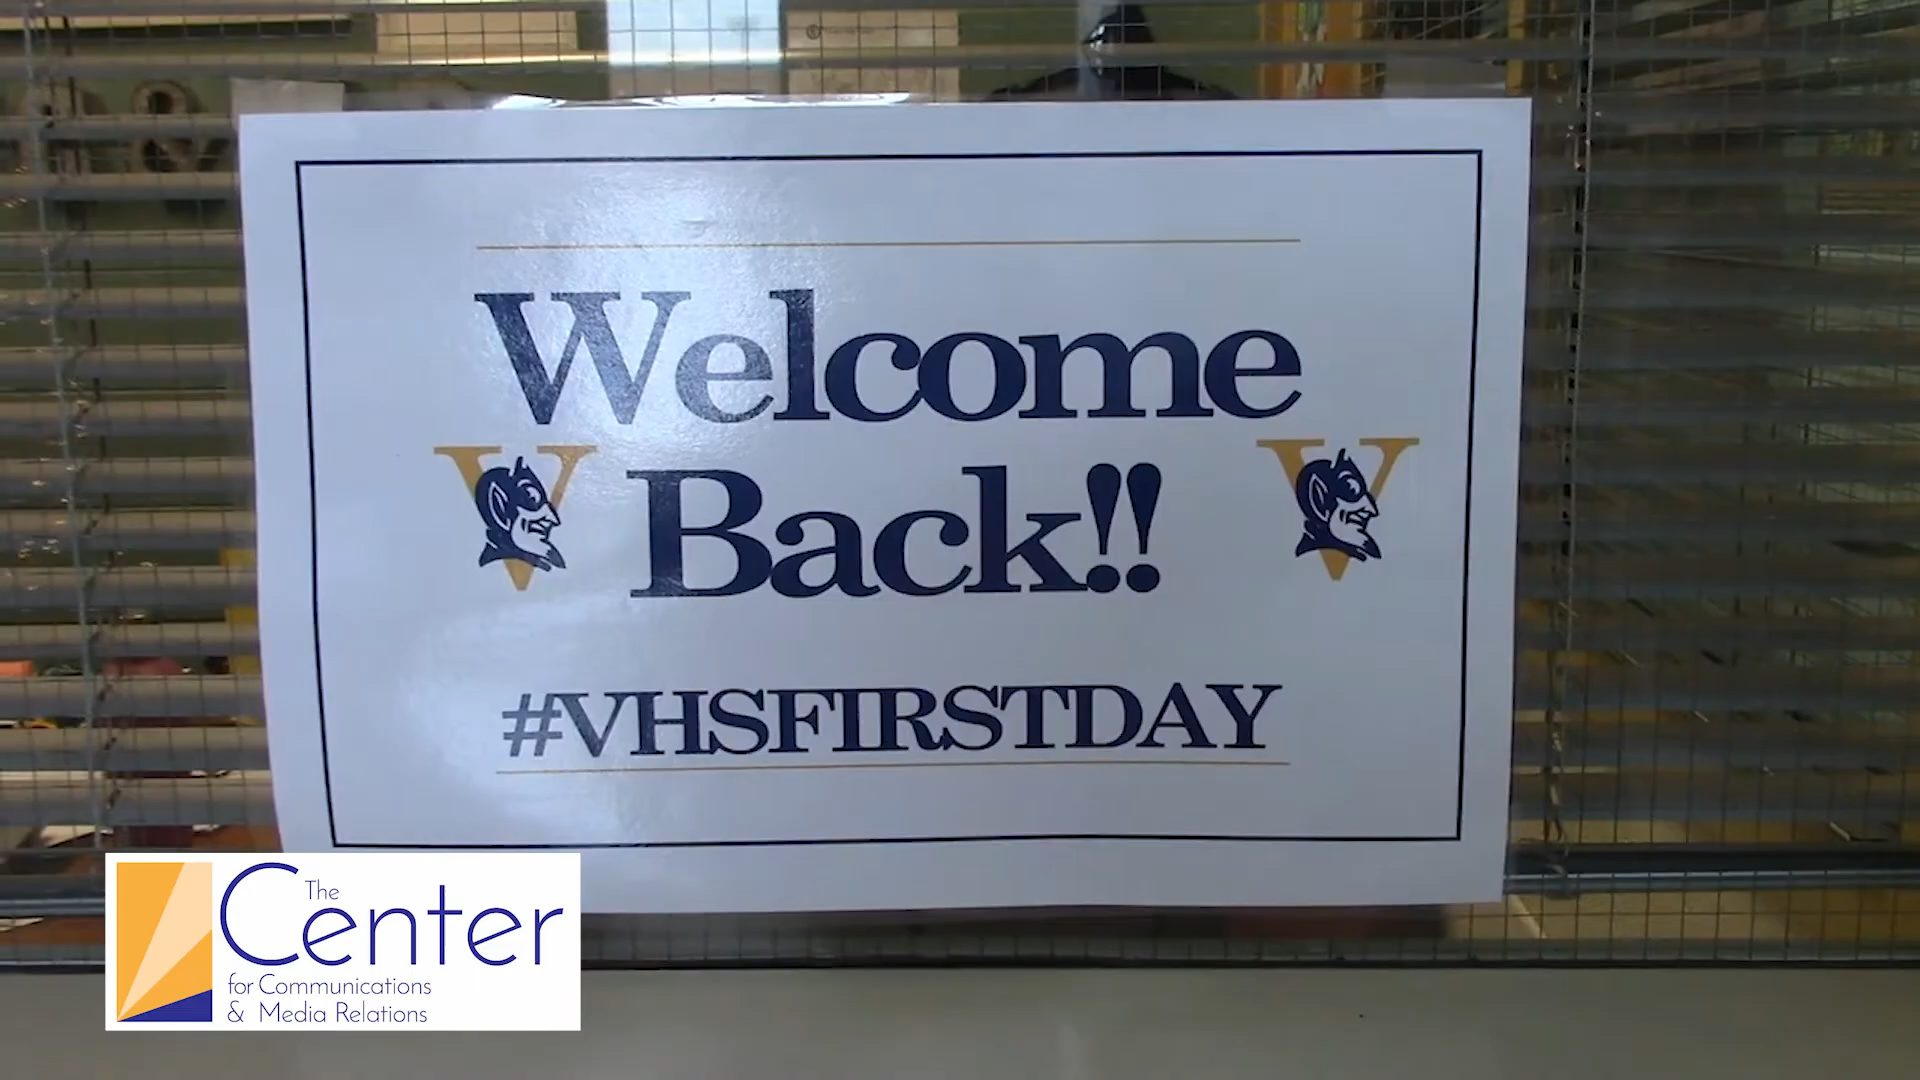 Welcome
Back!!
#VHSFIRSTDAY
The
Center
for Communications
& Media Relations